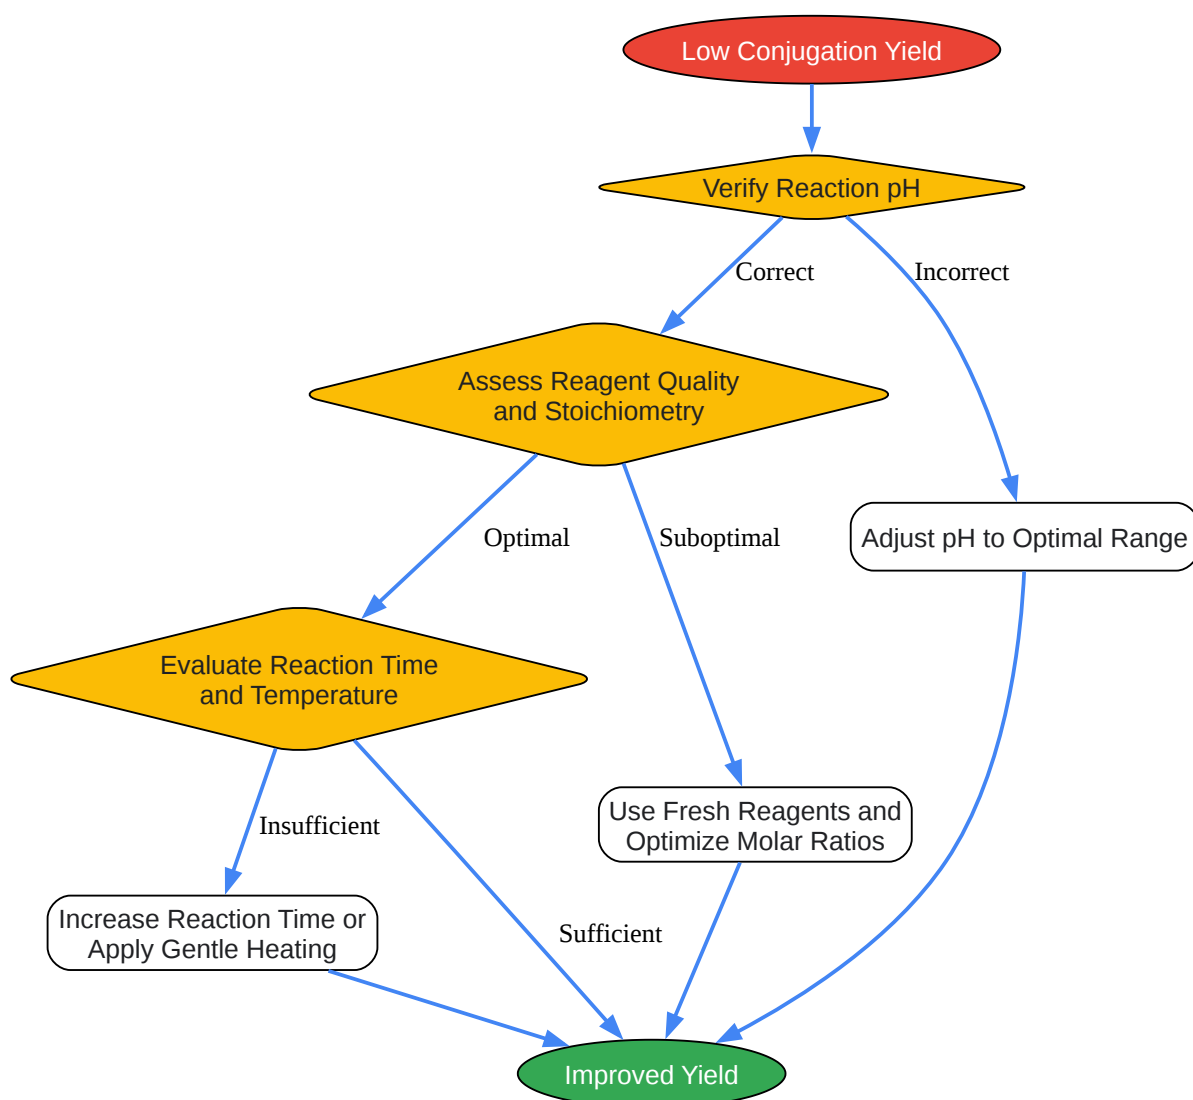 Low Conjugation Yield
Verify Reaction pH
Correct
Incorrect
Assess Reagent Quality
and Stoichiometry
Optimal
Suboptimal
Adjust pH to Optimal Range
Evaluate Reaction Time
and Temperature
Insufficient
Use Fresh Reagents and
Optimize Molar Ratios
Increase Reaction Time or
Apply Gentle Heating
Sufficient
Improved Yield